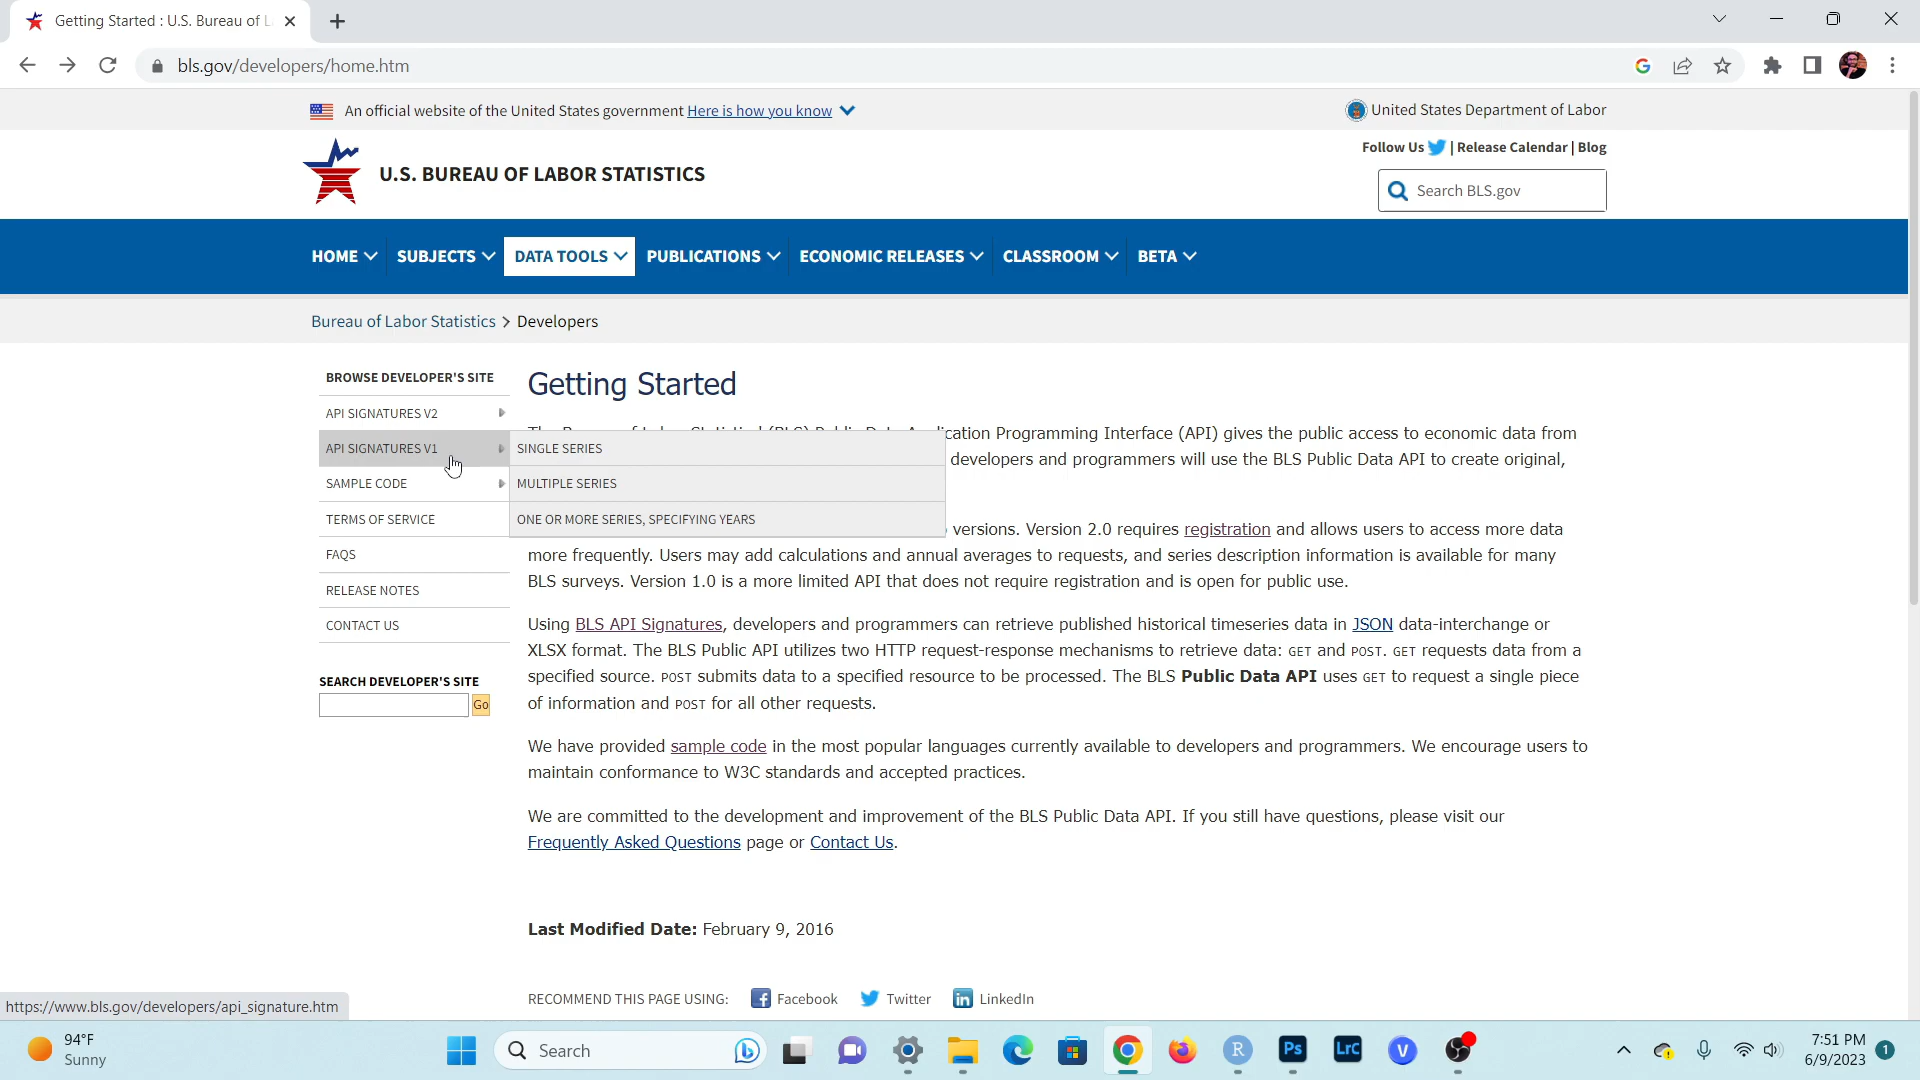 Getting Started : U.S. Bureau of L
bls.gov/developers/home.htm
An official website of the United States government Here is how you know
United States Department of Labor
Follow Us | Release Calendar | Blog
U.S. BUREAU OF LABOR STATISTICS
Search BLS.gov
HOME SUBJECTS DATA TOOLS PUBLICATIONS ECONOMIC RELEASES CLASSROOM BETA
Bureau of Labor Statistics > Developers
BROWSE DEVELOPER'S SITE
API SIGNATURES V2
API SIGNATURES V1
SAMPLE CODE
TERMS OF SERVICE
FAQS
RELEASE NOTES
CONTACT US
SEARCH DEVELOPER'S SITE
Go
SINGLE SERIES
MULTIPLE SERIES
ONE OR MORE SERIES, SPECIFYING YEARS
Getting Started
Programming Interface (API) gives the public access to economic data from
developers and programmers will use the BLS Public Data API to create original,
versions. Version 2.0 requires registration and allows users to access more data
more frequently. Users may add calculations and annual averages to requests, and series description information is available for many
BLS surveys. Version 1.0 is a more limited API that does not require registration and is open for public use.
Using BLS API Signatures, developers and programmers can retrieve published historical timeseries data in JSON data-interchange or
XLSX format. The BLS Public API utilizes two HTTP request-response mechanisms to retrieve data: GET and POST. GET requests data from a
specified source. POST submits data to a specified resource to be processed. The BLS Public Data API uses GET to request a single piece
of information and POST for all other requests.
We have provided sample code in the most popular languages currently available to developers and programmers. We encourage users to
maintain conformance to W3C standards and accepted practices.
We are committed to the development and improvement of the BLS Public Data API. If you still have questions, please visit our
Frequently Asked Questions page or Contact Us.
Last Modified Date: February 9, 2016
RECOMMEND THIS PAGE USING: Facebook Twitter LinkedIn
https://www.bls.gov/developers/api_signature.htm
94°F
Sunny
Search
R
Ps
LrC
V
7:51 PM
6/9/2023
1